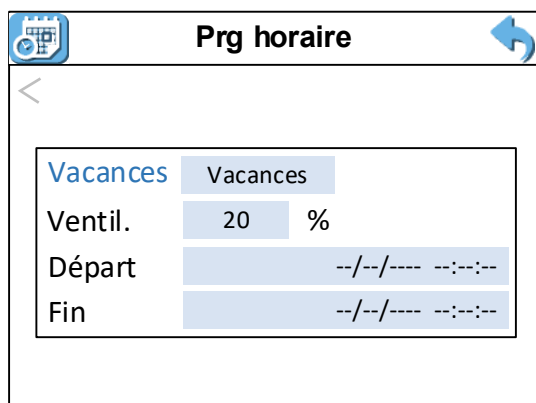 Prg horaire
<
Vacances Vacances
Ventil. 20 %
Départ --/--/---- --:--:--
Fin --/--/---- --:--:--